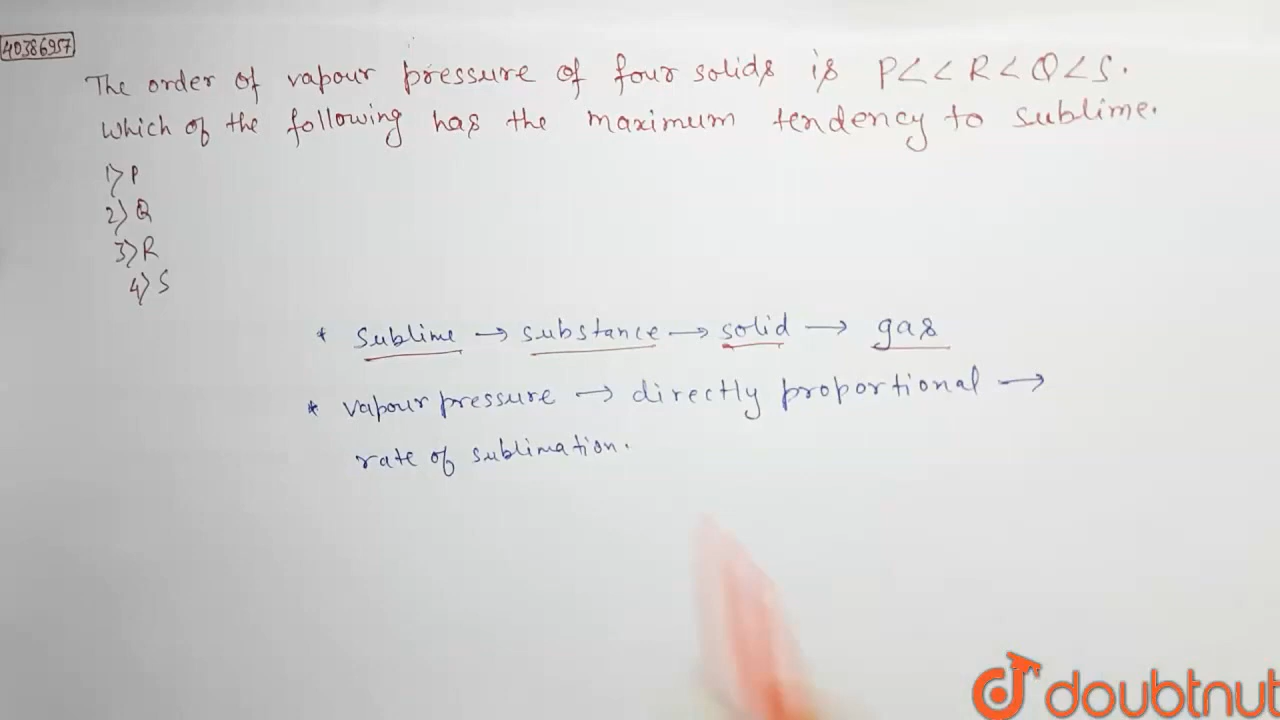 40386957
The order of vapour pressure of four solids is P<<R<Q<S.
Which of the following has the maximum tendency to sublime.
1> P
2> Q
3> R
4> S
* sublime → substance → solid → gas
* vapour pressure → directly proportional →
rate of sublimation.
doubtnut